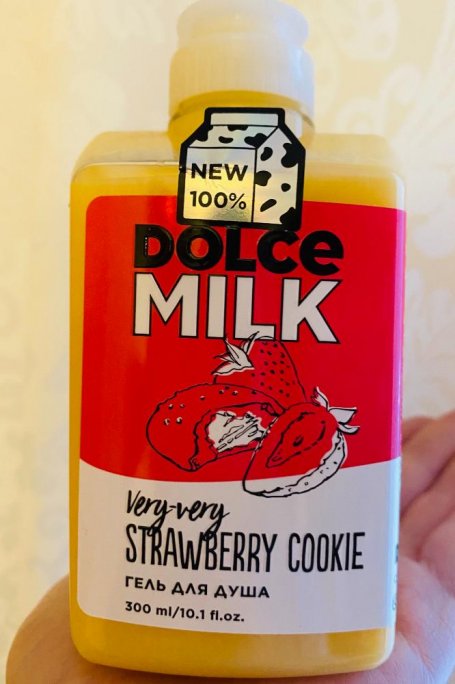 NEW
100%
DOLCE
MILK
Very-very
STRAWBERRY COOKIE
ГЕЛЬ ДЛЯ ДУША
300 ml/10.1 fl.oz.